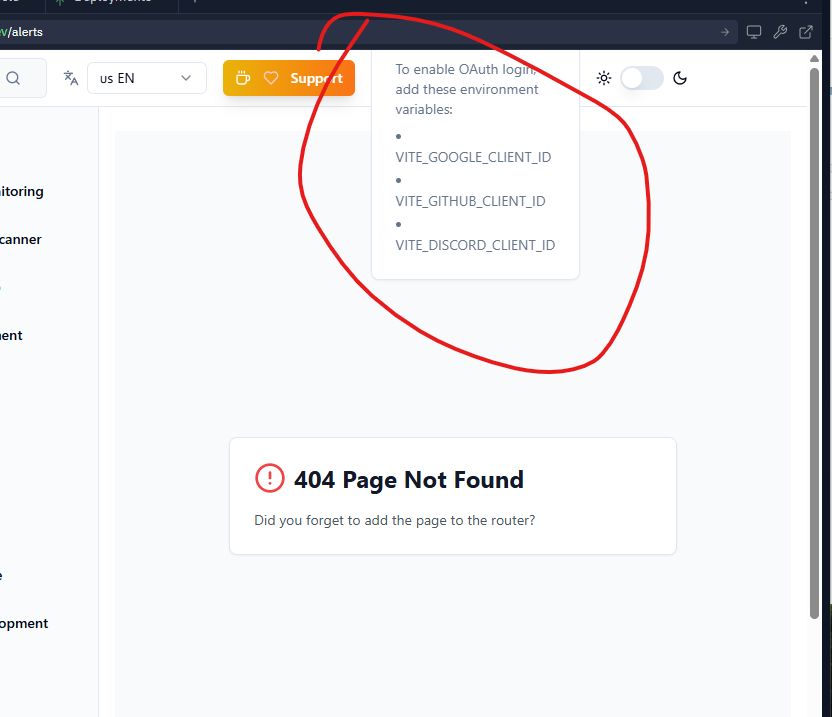 /alerts
us EN
Support
To enable OAuth login,
add these environment
variables:
•
VITE_GOOGLE_CLIENT_ID
•
VITE_GITHUB_CLIENT_ID
•
VITE_DISCORD_CLIENT_ID
itoring
canner
ent
404 Page Not Found
Did you forget to add the page to the router?
e
opment